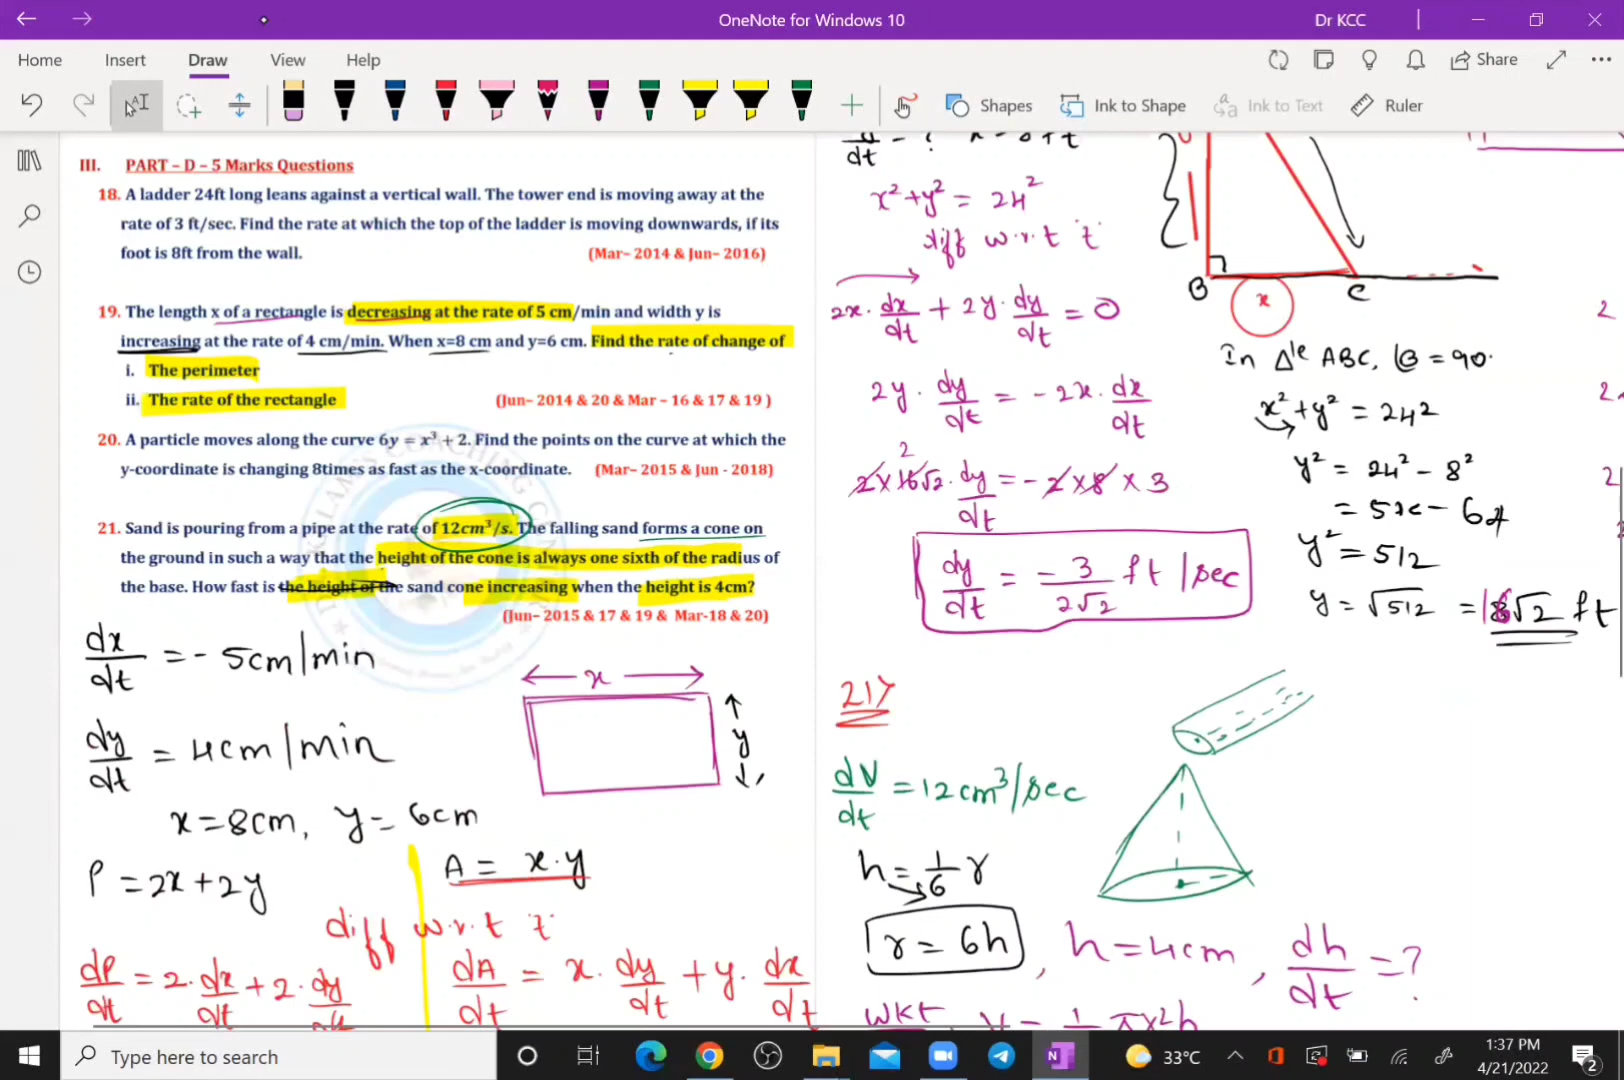 OneNote for Windows 10
Dr KCC
Home Insert Draw View Help
Share
Shapes Ink to Shape Ink to Text Ruler
III. PART – D – 5 Marks Questions
18. A ladder 24ft long leans against a vertical wall. The tower end is moving away at the
rate of 3 ft/sec. Find the rate at which the top of the ladder is moving downwards, if its
foot is 8ft from the wall. (Mar– 2014 & Jun– 2016)
19. The length x of a rectangle is decreasing at the rate of 5 cm/min and width y is
increasing at the rate of 4 cm/min. When x=8 cm and y=6 cm. Find the rate of change of
i. The perimeter
ii. The rate of the rectangle (Jun– 2014 & 20 & Mar – 16 & 17 & 19 )
20. A particle moves along the curve 6y = x³ + 2. Find the points on the curve at which the
y-coordinate is changing 8times as fast as the x-coordinate. (Mar– 2015 & Jun - 2018)
21. Sand is pouring from a pipe at the rate of 12cm³/s. The falling sand forms a cone on
the ground in such a way that the height of the cone is always one sixth of the radius of
the base. How fast is the height of the sand cone increasing when the height is 4cm?
(Jun– 2015 & 17 & 19 & Mar-18 & 20)
dx/dt = - 5cm/min
dy/dt = 4cm/min
x=8cm, y= 6cm
P = 2x+2y
A = x.y
diff w.r.t 't'
dP/dt = 2.dx/dt + 2.dy/dt
dA/dt = x.dy/dt + y.dx/dt
x
y
x²+y² = 24²
diff w.r.t 't'
2x.dx/dt + 2y.dy/dt = 0
2y.dy/dt = -2x.dx/dt
2×16√2.dy/dt = -2×8×3
2
dy/dt = -3/2√2 ft/sec
B
x
C
In Δle ABC, ∠B = 90.
x²+y² = 24²
y² = 24² - 8²
y² = 512
y = √512 = 16√2 ft
21)
dV/dt = 12cm³/sec
h = 1/6 r
r = 6h, h=4cm, dh/dt = ?
WKT
Type here to search
33°C
1:37 PM
4/21/2022
2